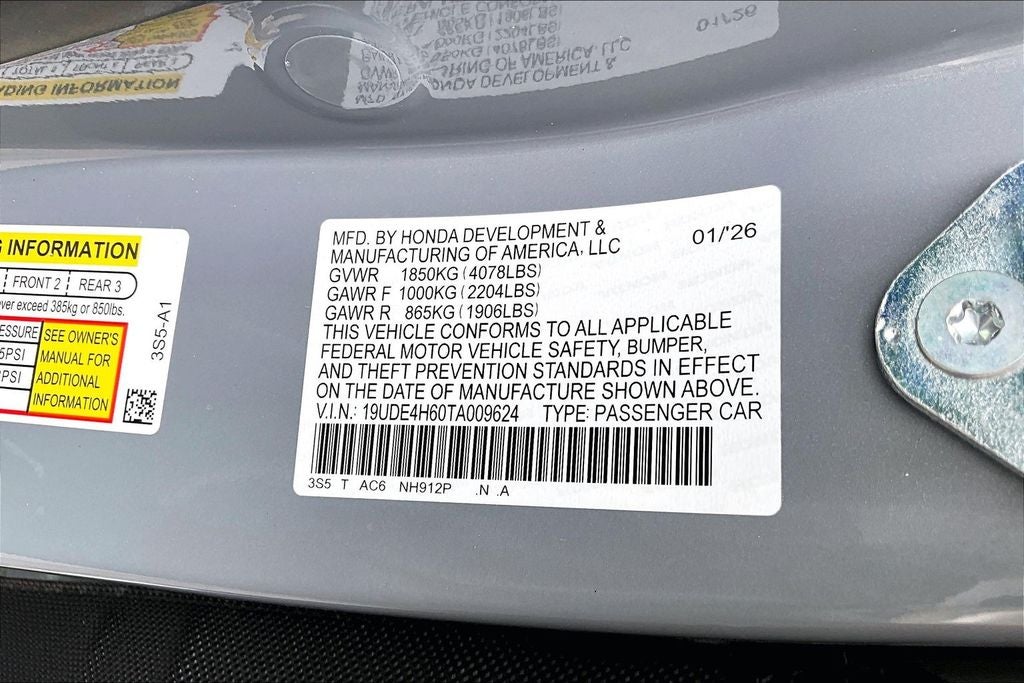 G INFORMATION
FRONT 2 REAR 3
ver exceed 385kg or 850lbs.
ESSURE
5PSI
PSI
SEE OWNER'S
MANUAL FOR
ADDITIONAL
INFORMATION
3S5-A1
MFD. BY HONDA DEVELOPMENT &
MANUFACTURING OF AMERICA, LLC
01/'26
GVWR 1850KG (4078LBS)
GAWR F 1000KG (2204LBS)
GAWR R 865KG (1906LBS)
THIS VEHICLE CONFORMS TO ALL APPLICABLE
FEDERAL MOTOR VEHICLE SAFETY, BUMPER,
AND THEFT PREVENTION STANDARDS IN EFFECT
ON THE DATE OF MANUFACTURE SHOWN ABOVE.
V.I.N.: 19UDE4H60TA009624 TYPE: PASSENGER CAR
3S5 T AC6 NH912P .N .A